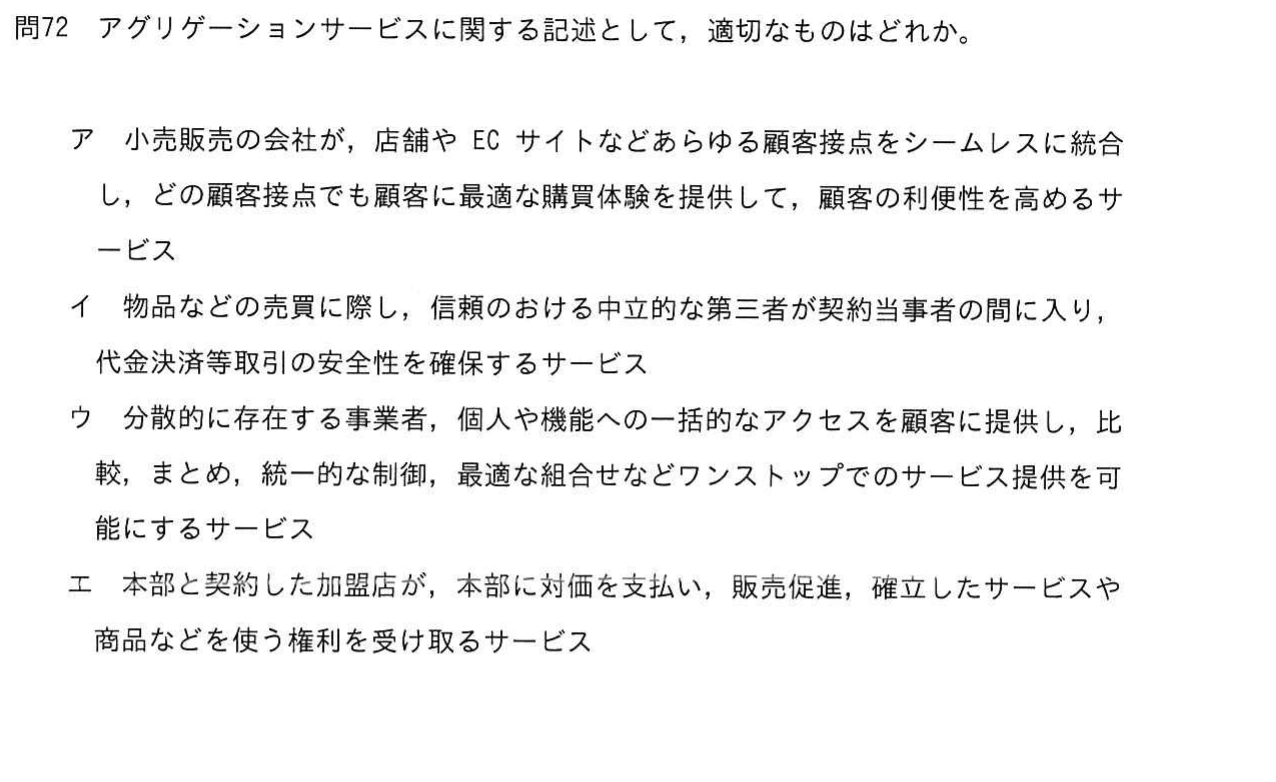 問72　アグリゲーションサービスに関する記述として，適切なものはどれか。
ア　小売販売の会社が，店舗や EC サイトなどあらゆる顧客接点をシームレスに統合
し，どの顧客接点でも顧客に最適な購買体験を提供して，顧客の利便性を高めるサ
ービス
イ　物品などの売買に際し，信頼のおける中立的な第三者が契約当事者の間に入り，
代金決済等取引の安全性を確保するサービス
ウ　分散的に存在する事業者，個人や機能への一括的なアクセスを顧客に提供し，比
較，まとめ，統一的な制御，最適な組合せなどワンストップでのサービス提供を可
能にするサービス
エ　本部と契約した加盟店が，本部に対価を支払い，販売促進，確立したサービスや
商品などを使う権利を受け取るサービス